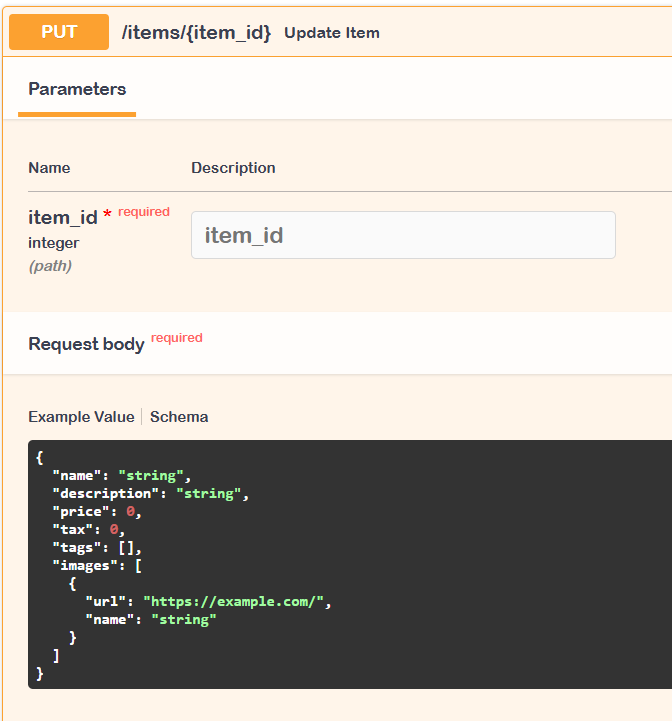 PUT /items/{item_id} Update Item
Parameters
Name Description
item_id * required
integer
(path)
item_id
Request body required
Example Value Schema
{
  "name": "string",
  "description": "string",
  "price": 0,
  "tax": 0,
  "tags": [],
  "images": [
    {
      "url": "https://example.com/",
      "name": "string"
    }
  ]
}